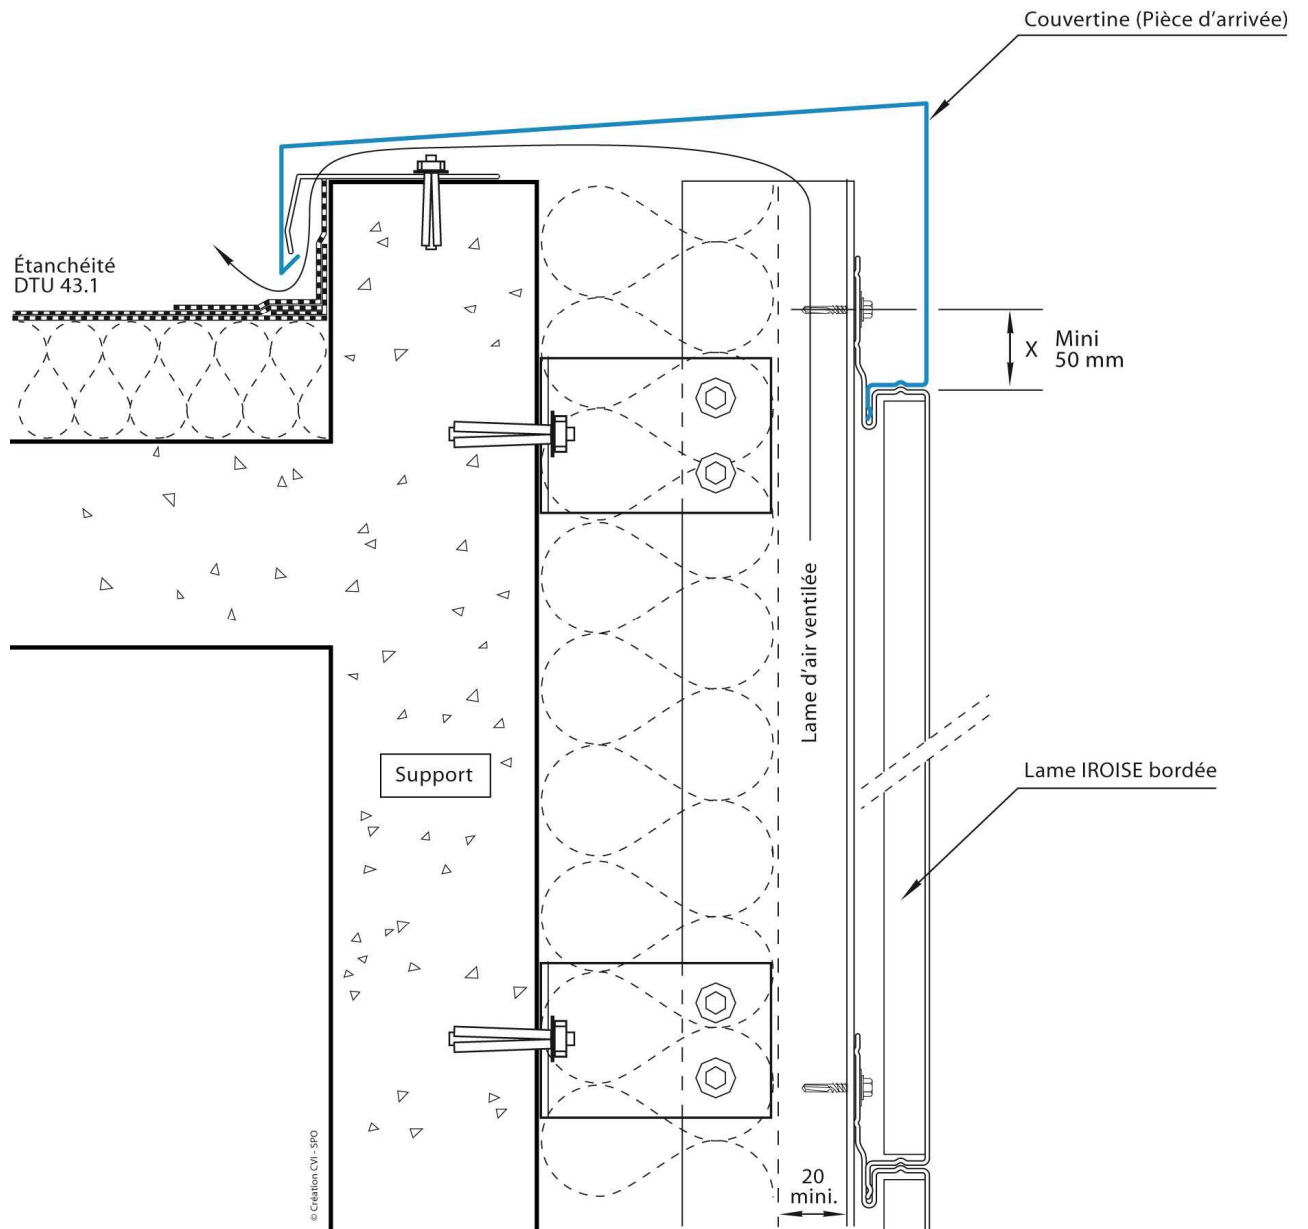 Couvertine (Pièce d’arrivée)
Étanchéité
DTU 43.1
X
Mini
50 mm
Lame d’air ventilée
Support
Lame IROISE bordée
20
mini.
© Création CVI - SPO